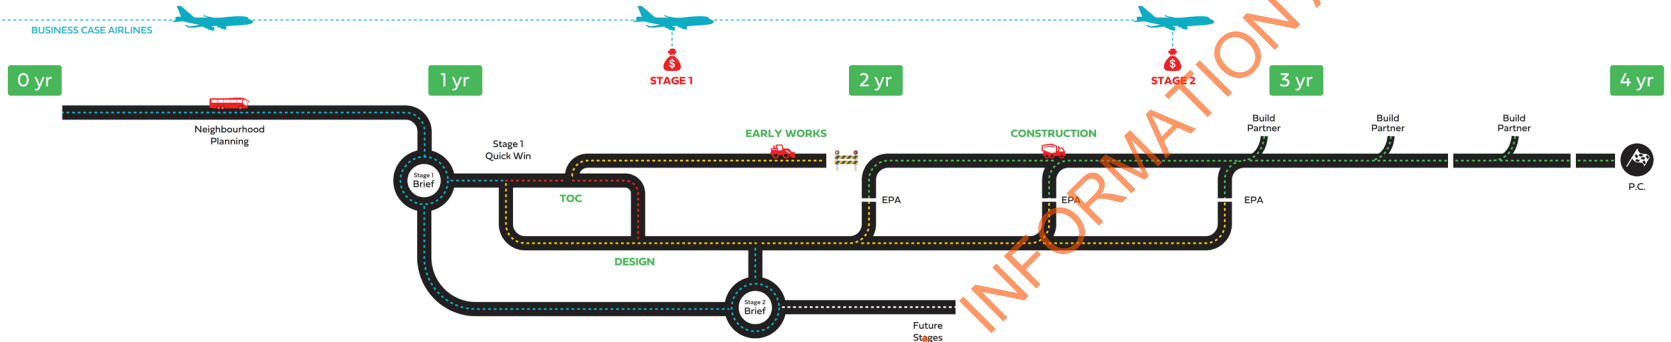 BUSINESS CASE AIRLINES
$
STAGE 1
$
STAGE 2
0 yr
1 yr
2 yr
3 yr
4 yr
Neighbourhood
Planning
Stage 1
Quick Win
EARLY WORKS
CONSTRUCTION
Build
Partner
Build
Partner
Build
Partner
Stage 1
Brief
TOC
EPA
EPA
EPA
P.C.
DESIGN
Stage 2
Brief
Future
Stages
INFORMATION